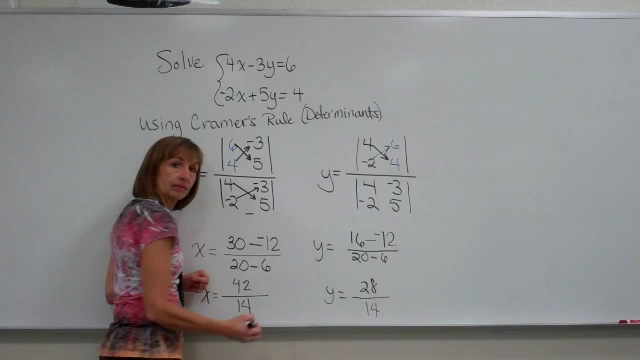 Solve { 4x-3y=6
-2x+5y=4
using Cramer's Rule (Determinants)
= |6 -3| y= |4 6|
|4 5| |-2 4|
|4 -3| |4 -3|
|-2 5| |-2 5|
x= 30--12 y= 16--12
20-6 20-6
x= 42 y= 28
14 14